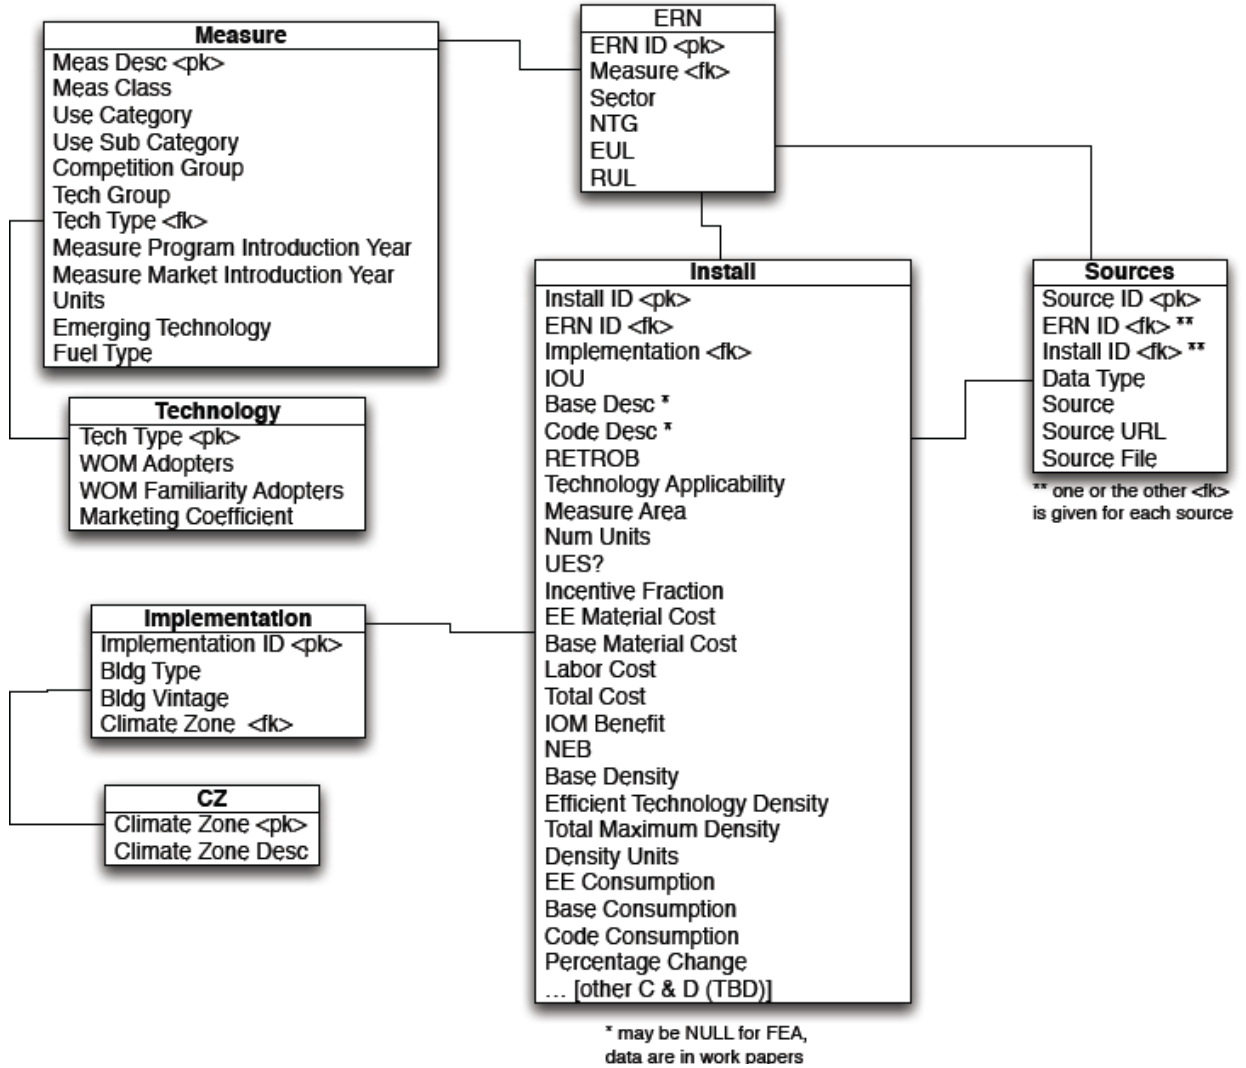 Measure
Meas Desc <pk>
Meas Class
Use Category
Use Sub Category
Competition Group
Tech Group
Tech Type <fk>
Measure Program Introduction Year
Measure Market Introduction Year
Units
Emerging Technology
Fuel Type
ERN
ERN ID <pk>
Measure <fk>
Sector
NTG
EUL
RUL
Technology
Tech Type <pk>
WOM Adopters
WOM Familiarity Adopters
Marketing Coefficient
Implementation
Implementation ID <pk>
Bldg Type
Bldg Vintage
Climate Zone <fk>
CZ
Climate Zone <pk>
Climate Zone Desc
Install
Install ID <pk>
ERN ID <fk>
Implementation <fk>
IOU
Base Desc *
Code Desc *
RETROB
Technology Applicability
Measure Area
Num Units
UES?
Incentive Fraction
EE Material Cost
Base Material Cost
Labor Cost
Total Cost
IOM Benefit
NEB
Base Density
Efficient Technology Density
Total Maximum Density
Density Units
EE Consumption
Base Consumption
Code Consumption
Percentage Change
... [other C & D (TBD)]
* may be NULL for FEA,
data are in work papers
Sources
Source ID <pk>
ERN ID <fk> **
Install ID <fk> **
Data Type
Source
Source URL
Source File
** one or the other <fk>
is given for each source